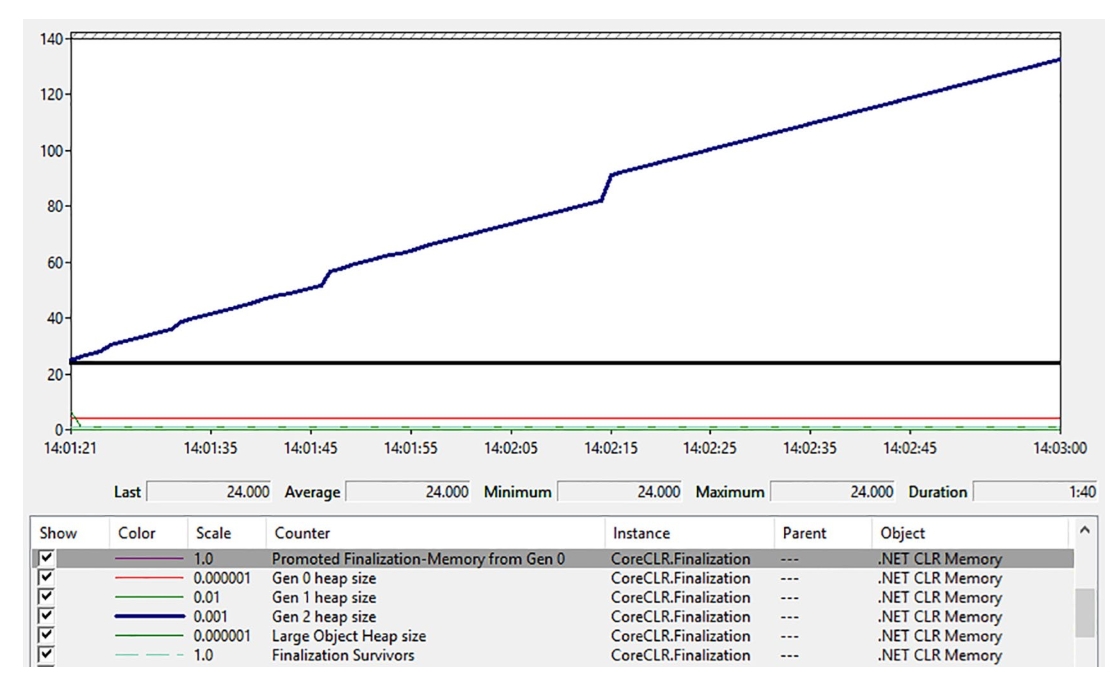 140
120
100
80
60
40
20
0
14:01:21 14:01:35 14:01:45 14:01:55 14:02:05 14:02:15 14:02:25 14:02:35 14:02:45 14:03:00
Last 24.000 Average 24.000 Minimum 24.000 Maximum 24.000 Duration 1:40
Show Color Scale Counter Instance Parent Object
1.0 Promoted Finalization-Memory from Gen 0 CoreCLR.Finalization --- .NET CLR Memory
0.000001 Gen 0 heap size CoreCLR.Finalization --- .NET CLR Memory
0.01 Gen 1 heap size CoreCLR.Finalization --- .NET CLR Memory
0.001 Gen 2 heap size CoreCLR.Finalization --- .NET CLR Memory
0.000001 Large Object Heap size CoreCLR.Finalization --- .NET CLR Memory
1.0 Finalization Survivors CoreCLR.Finalization --- .NET CLR Memory